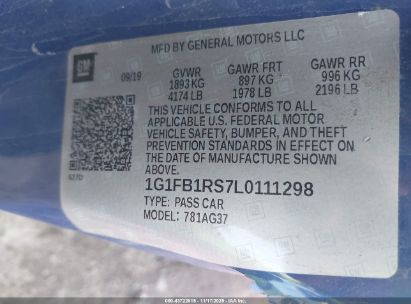 MFD BY GENERAL MOTORS LLC
GM
09/19
GVWR GAWR FRT GAWR RR
1893 KG 897 KG 996 KG
4174 LB 1978 LB 2196 LB
THIS VEHICLE CONFORMS TO ALL
APPLICABLE U.S. FEDERAL MOTOR
VEHICLE SAFETY, BUMPER, AND THEFT
PREVENTION STANDARDS IN EFFECT ON
THE DATE OF MANUFACTURE SHOWN
ABOVE.
1G1FB1RS7L0111298
TYPE: PASS CAR
MODEL: 781AG37